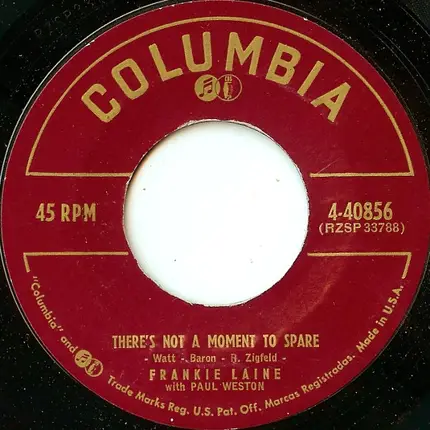 COLUMBIA
45 RPM
4-40856
(RZSP 33788)
THERE'S NOT A MOMENT TO SPARE
- Watt - Baron - R. Zigfeld -
FRANKIE LAINE
with PAUL WESTON
"Columbia" and Trade Marks Reg. U.S. Pat. Off. Marcas Registradas. Made in U.S.A.